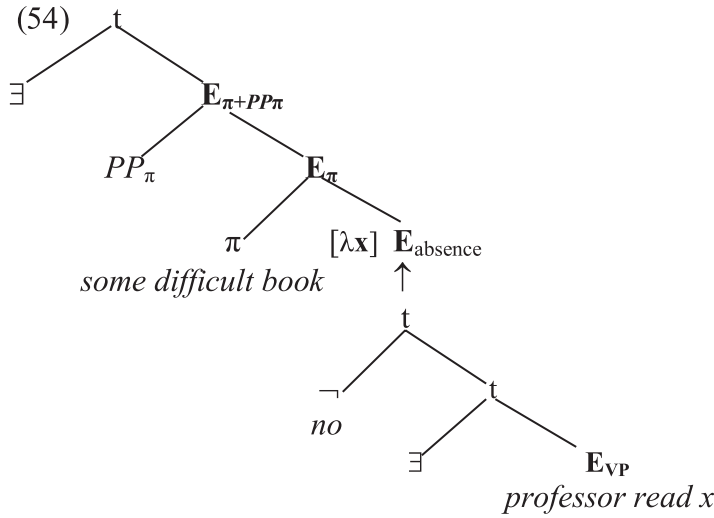 (54) t
∃ E_π+PPπ
PP_π E_π
π [λx] E_absence
some difficult book
↑
t
¬ t
no
∃ E_VP
professor read x